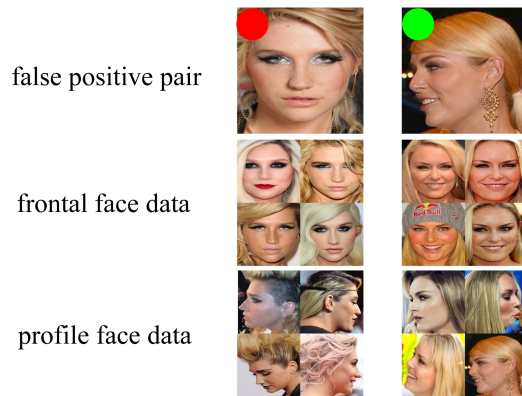 false positive pair
frontal face data
Red Bull
profile face data